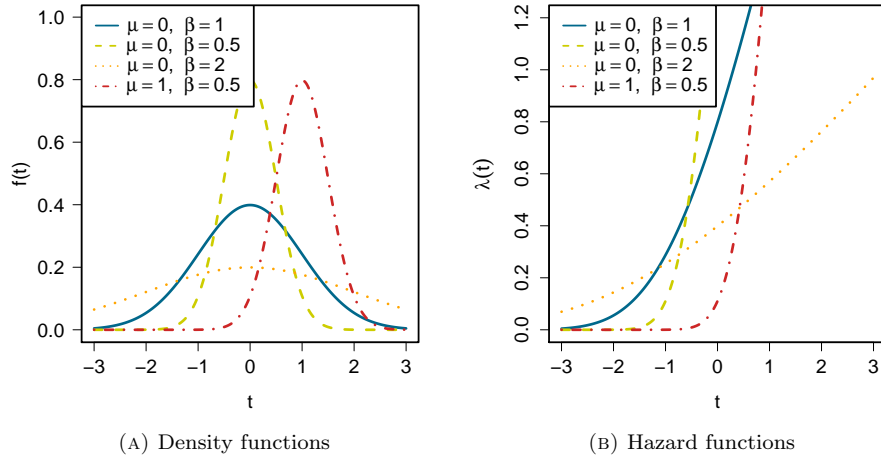 μ = 0, β = 1
μ = 0, β = 0.5
μ = 0, β = 2
μ = 1, β = 0.5
1.0
0.8
0.6
0.4
0.2
0.0
f(t)
−3 −2 −1 0 1 2 3
t
(A) Density functions
μ = 0, β = 1
μ = 0, β = 0.5
μ = 0, β = 2
μ = 1, β = 0.5
1.2
1.0
0.8
0.6
0.4
0.2
0.0
λ(t)
−3 −2 −1 0 1 2 3
t
(B) Hazard functions